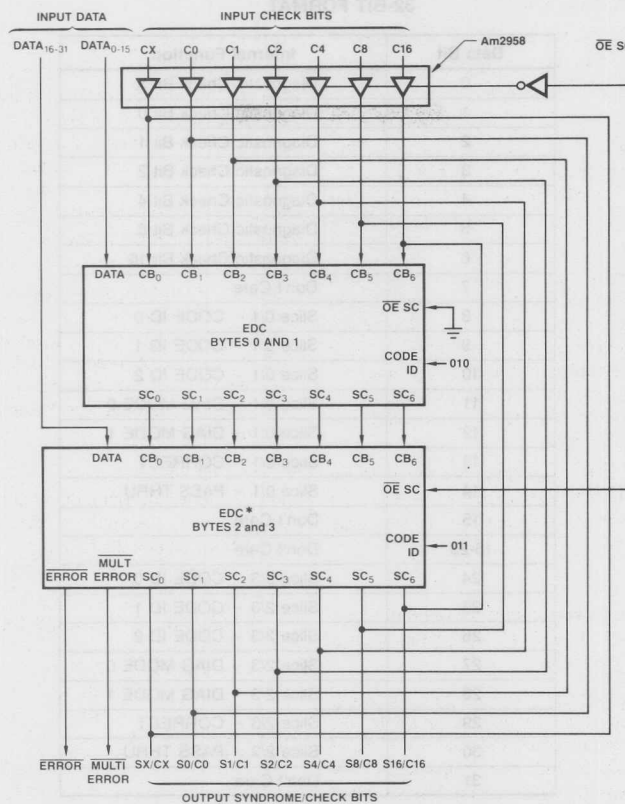 INPUT DATA
DATA16-31 DATA0-15
INPUT CHECK BITS
CX C0 C1 C2 C4 C8 C16
Am2958
OE SC
DATA CB0 CB1 CB2 CB3 CB4 CB5 CB6
OE SC
EDC
BYTES 0 AND 1
CODE
ID
010
SC0 SC1 SC2 SC3 SC4 SC5 SC6
DATA CB0 CB1 CB2 CB3 CB4 CB5 CB6
OE SC
EDC*
BYTES 2 and 3
CODE
ID
011
ERROR MULT
ERROR SC0 SC1 SC2 SC3 SC4 SC5 SC6
ERROR MULTI
ERROR SX/CX S0/C0 S1/C1 S2/C2 S4/C4 S8/C8 S16/C16
OUTPUT SYNDROME/CHECK BITS